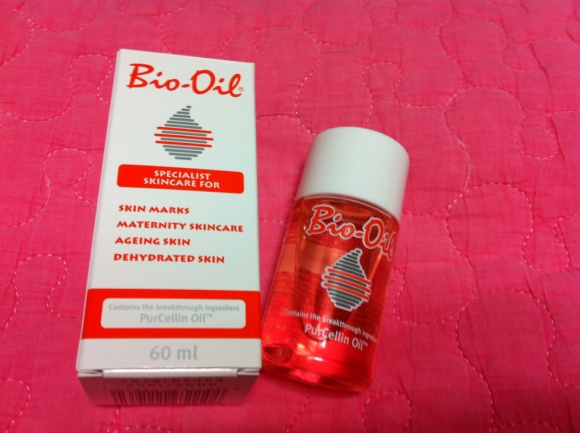 Bio-Oil®
SPECIALIST
SKINCARE FOR
SKIN MARKS
MATERNITY SKINCARE
AGEING SKIN
DEHYDRATED SKIN
Contains the breakthrough ingredient
PurCellin Oil™
60 ml
Bio-Oil
Contains the breakthrough ingredient
PurCellin Oil™